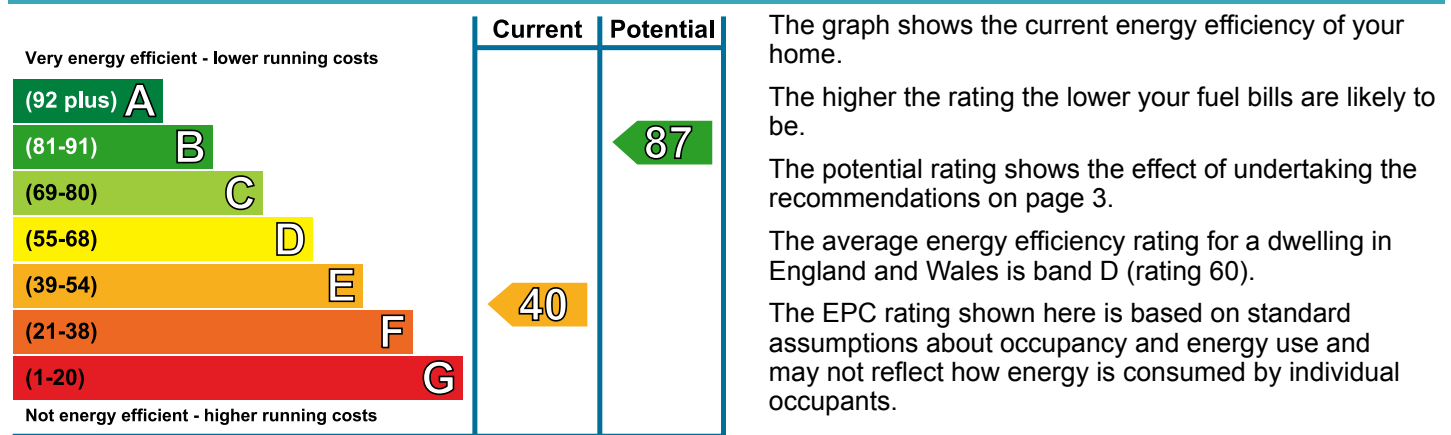 Current Potential
Very energy efficient - lower running costs
(92 plus) A
(81-91) B
87
(69-80) C
(55-68) D
(39-54) E
40
(21-38) F
(1-20) G
Not energy efficient - higher running costs
The graph shows the current energy efficiency of your
home.
The higher the rating the lower your fuel bills are likely to
be.
The potential rating shows the effect of undertaking the
recommendations on page 3.
The average energy efficiency rating for a dwelling in
England and Wales is band D (rating 60).
The EPC rating shown here is based on standard
assumptions about occupancy and energy use and
may not reflect how energy is consumed by individual
occupants.